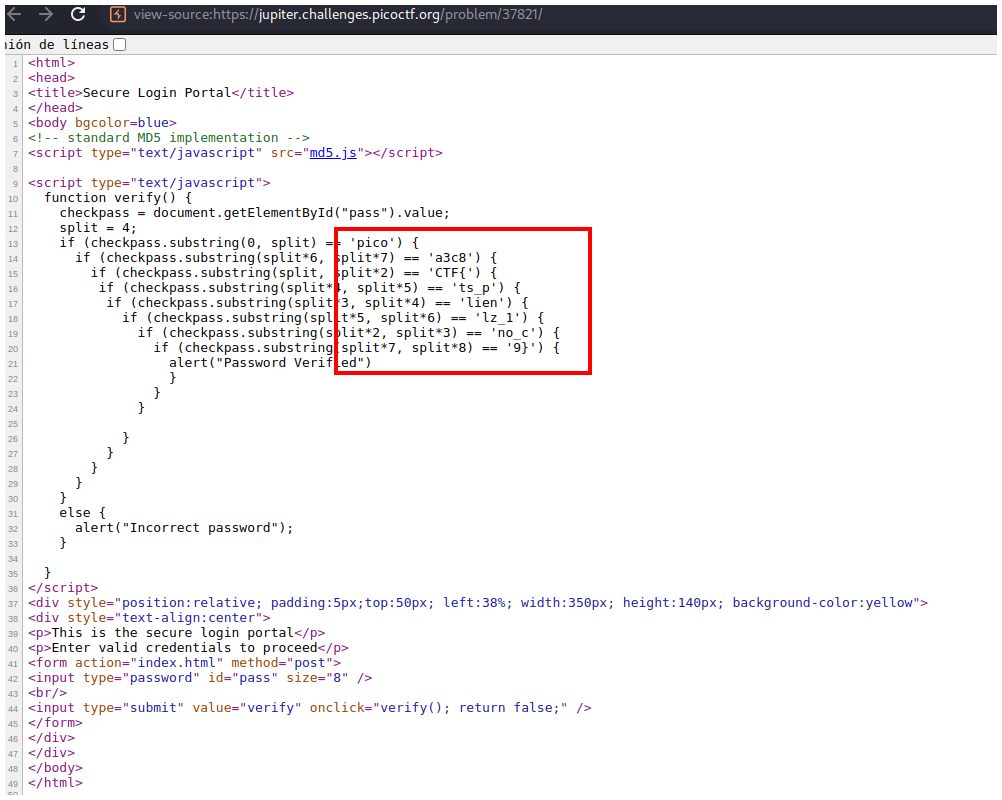 view-source:https://jupiter.challenges.picoctf.org/problem/37821/
ión de líneas
1 <html>
2 <head>
3 <title>Secure Login Portal</title>
4 </head>
5 <body bgcolor=blue>
6 <!-- standard MD5 implementation -->
7 <script type="text/javascript" src="md5.js"></script>
8
9 <script type="text/javascript">
10   function verify() {
11     checkpass = document.getElementById("pass").value;
12     split = 4;
13     if (checkpass.substring(0, split) == 'pico') {
14       if (checkpass.substring(split*6, split*7) == 'a3c8') {
15         if (checkpass.substring(split, split*2) == 'CTF{') {
16          if (checkpass.substring(split*4, split*5) == 'ts_p') {
17           if (checkpass.substring(split*3, split*4) == 'lien') {
18             if (checkpass.substring(split*5, split*6) == 'lz_1') {
19               if (checkpass.substring(split*2, split*3) == 'no_c') {
20                 if (checkpass.substring(split*7, split*8) == '9}') {
21                   alert("Password Verified")
22                   }
23                 }
24               }
25
26             }
27           }
28         }
29       }
30     }
31     else {
32       alert("Incorrect password");
33     }
34
35   }
36 </script>
37 <div style="position:relative; padding:5px;top:50px; left:38%; width:350px; height:140px; background-color:yellow">
38 <div style="text-align:center">
39 <p>This is the secure login portal</p>
40 <p>Enter valid credentials to proceed</p>
41 <form action="index.html" method="post">
42 <input type="password" id="pass" size="8" />
43 <br/>
44 <input type="submit" value="verify" onclick="verify(); return false;" />
45 </form>
46 </div>
47 </div>
48 </body>
49 </html>